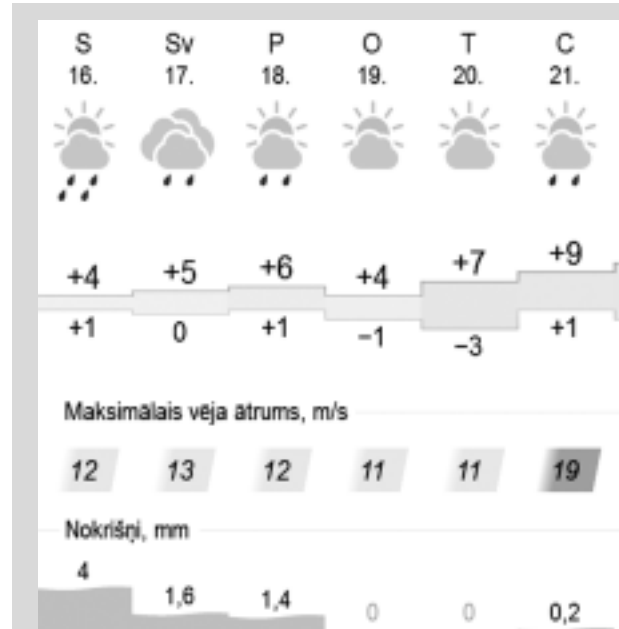 S Sv P O T C
16. 17. 18. 19. 20. 21.
+4 +5 +6 +4 +7 +9
+1 0 +1 −1 −3 +1
Maksimālais vēja ātrums, m/s
12 13 12 11 11 19
Nokrišņi, mm
4 1,6 1,4 0 0 0,2